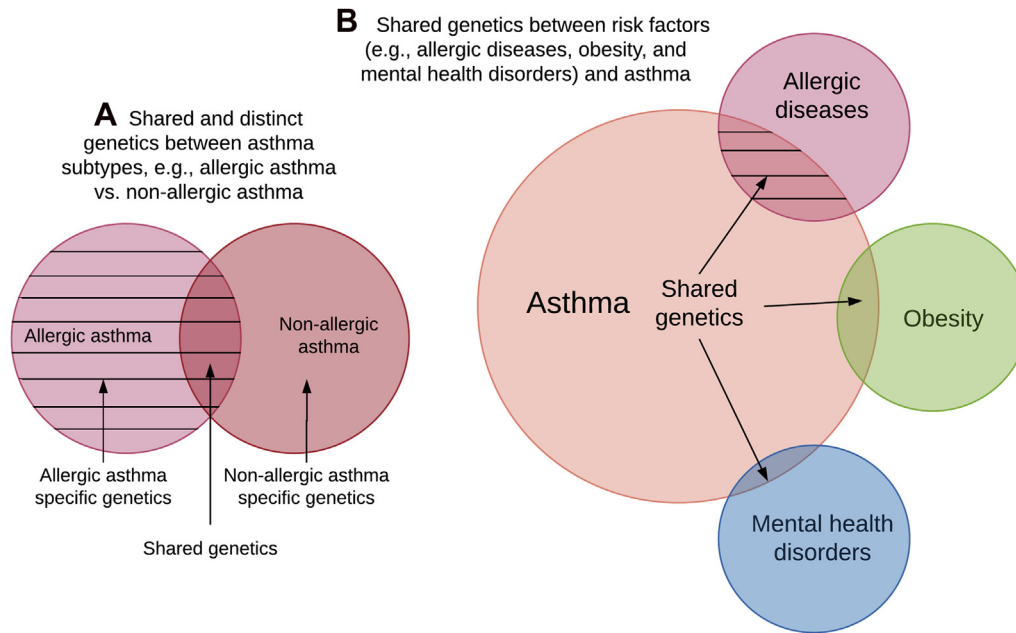 A Shared and distinct
genetics between asthma
subtypes, e.g., allergic asthma
vs. non-allergic asthma
Allergic asthma
Non-allergic
asthma
Allergic asthma
specific genetics
Non-allergic asthma
specific genetics
Shared genetics
B Shared genetics between risk factors
(e.g., allergic diseases, obesity, and
mental health disorders) and asthma
Allergic
diseases
Asthma
Shared
genetics
Obesity
Mental health
disorders